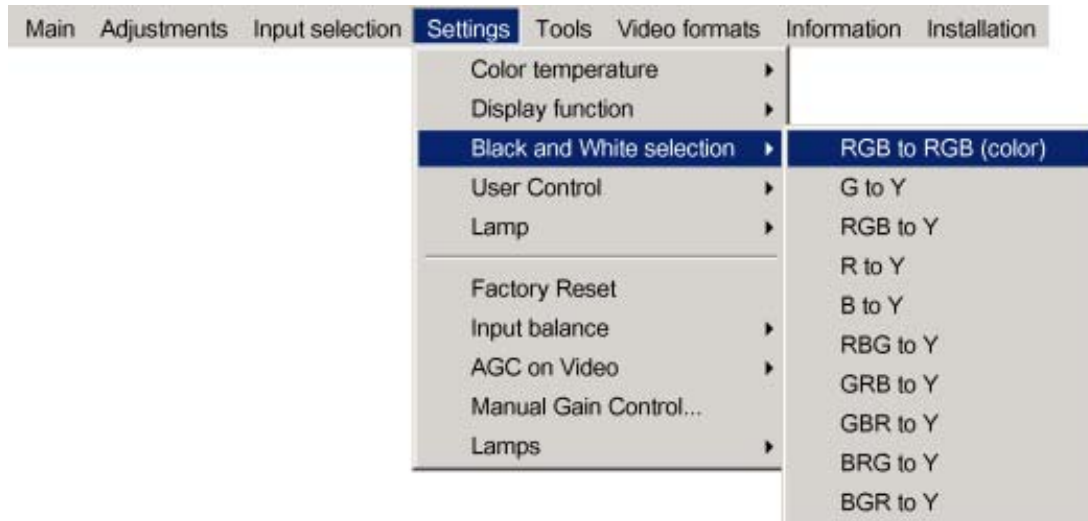 Main Adjustments Input selection Settings Tools Video formats Information Installation
Color temperature
Display function
Black and White selection
User Control
Lamp
Factory Reset
Input balance
AGC on Video
Manual Gain Control...
Lamps
RGB to RGB (color)
G to Y
RGB to Y
R to Y
B to Y
RBG to Y
GRB to Y
GBR to Y
BRG to Y
BGR to Y